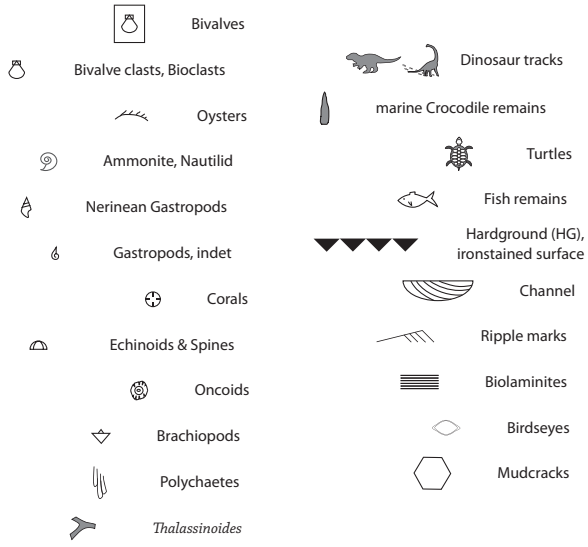 Bivalves
Bivalve clasts, Bioclasts
Oysters
Ammonite, Nautilid
Nerinean Gastropods
Gastropods, indet
Corals
Echinoids & Spines
Oncoids
Brachiopods
Polychaetes
Thalassinoides
Dinosaur tracks
marine Crocodile remains
Turtles
Fish remains
Hardground (HG),
ironstained surface
Channel
Ripple marks
Biolaminites
Birdseyes
Mudcracks